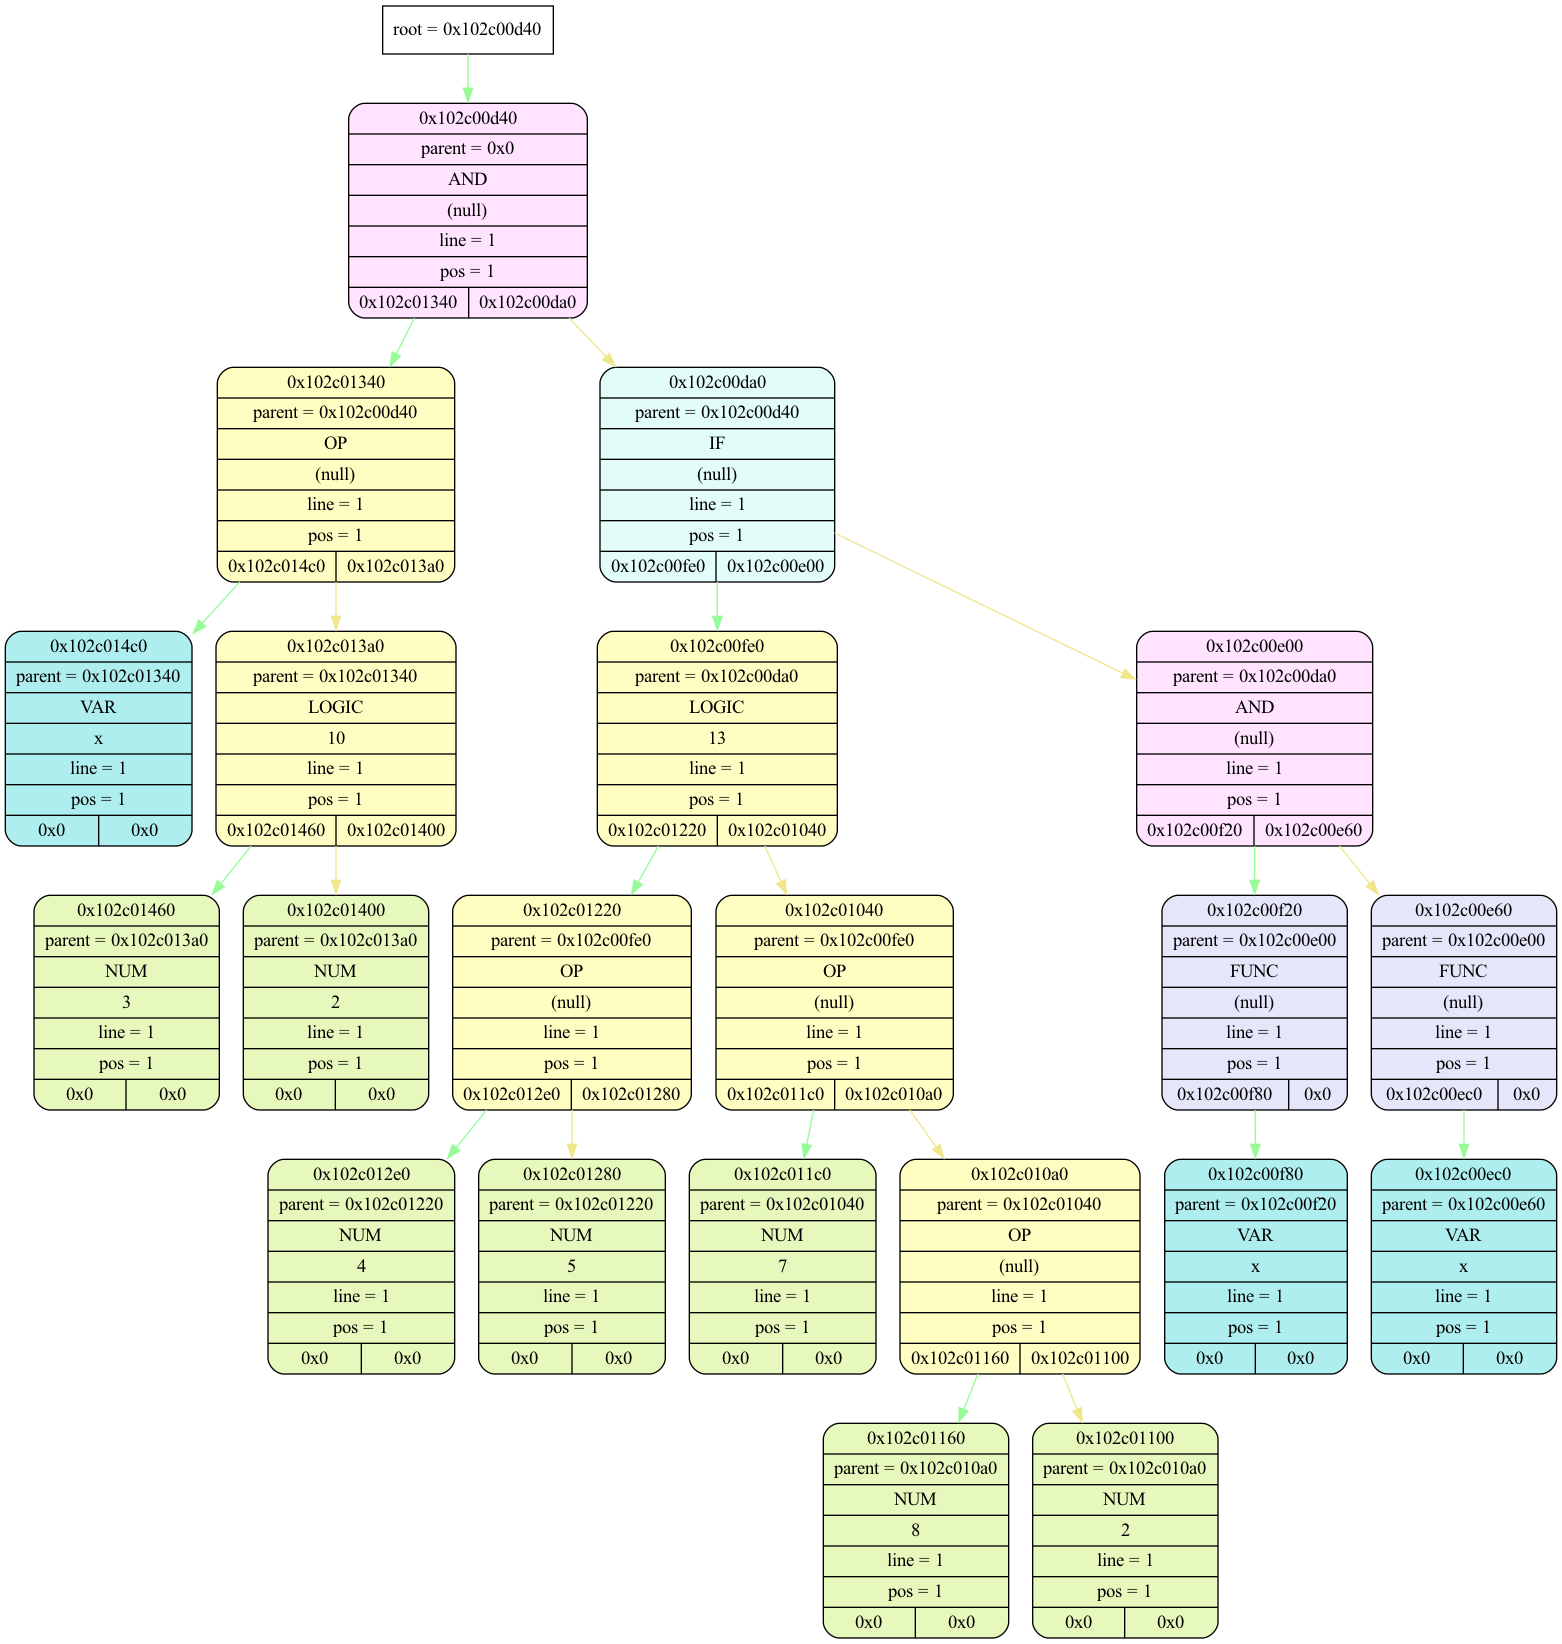 root = 0x102c00d40
0x102c00d40
parent = 0x0
AND
(null)
line = 1
pos = 1
0x102c01340 0x102c00da0
0x102c01340
parent = 0x102c00d40
OP
(null)
line = 1
pos = 1
0x102c014c0 0x102c013a0
0x102c00da0
parent = 0x102c00d40
IF
(null)
line = 1
pos = 1
0x102c00fe0 0x102c00e00
0x102c014c0
parent = 0x102c01340
VAR
x
line = 1
pos = 1
0x0 0x0
0x102c013a0
parent = 0x102c01340
LOGIC
10
line = 1
pos = 1
0x102c01460 0x102c01400
0x102c00fe0
parent = 0x102c00da0
LOGIC
13
line = 1
pos = 1
0x102c01220 0x102c01040
0x102c00e00
parent = 0x102c00da0
AND
(null)
line = 1
pos = 1
0x102c00f20 0x102c00e60
0x102c01460
parent = 0x102c013a0
NUM
3
line = 1
pos = 1
0x0 0x0
0x102c01400
parent = 0x102c013a0
NUM
2
line = 1
pos = 1
0x0 0x0
0x102c01220
parent = 0x102c00fe0
OP
(null)
line = 1
pos = 1
0x102c012e0 0x102c01280
0x102c01040
parent = 0x102c00fe0
OP
(null)
line = 1
pos = 1
0x102c011c0 0x102c010a0
0x102c00f20
parent = 0x102c00e00
FUNC
(null)
line = 1
pos = 1
0x102c00f80 0x0
0x102c00e60
parent = 0x102c00e00
FUNC
(null)
line = 1
pos = 1
0x102c00ec0 0x0
0x102c012e0
parent = 0x102c01220
NUM
4
line = 1
pos = 1
0x0 0x0
0x102c01280
parent = 0x102c01220
NUM
5
line = 1
pos = 1
0x0 0x0
0x102c011c0
parent = 0x102c01040
NUM
7
line = 1
pos = 1
0x0 0x0
0x102c010a0
parent = 0x102c01040
OP
(null)
line = 1
pos = 1
0x102c01160 0x102c01100
0x102c00f80
parent = 0x102c00f20
VAR
x
line = 1
pos = 1
0x0 0x0
0x102c00ec0
parent = 0x102c00e60
VAR
x
line = 1
pos = 1
0x0 0x0
0x102c01160
parent = 0x102c010a0
NUM
8
line = 1
pos = 1
0x0 0x0
0x102c01100
parent = 0x102c010a0
NUM
2
line = 1
pos = 1
0x0 0x0